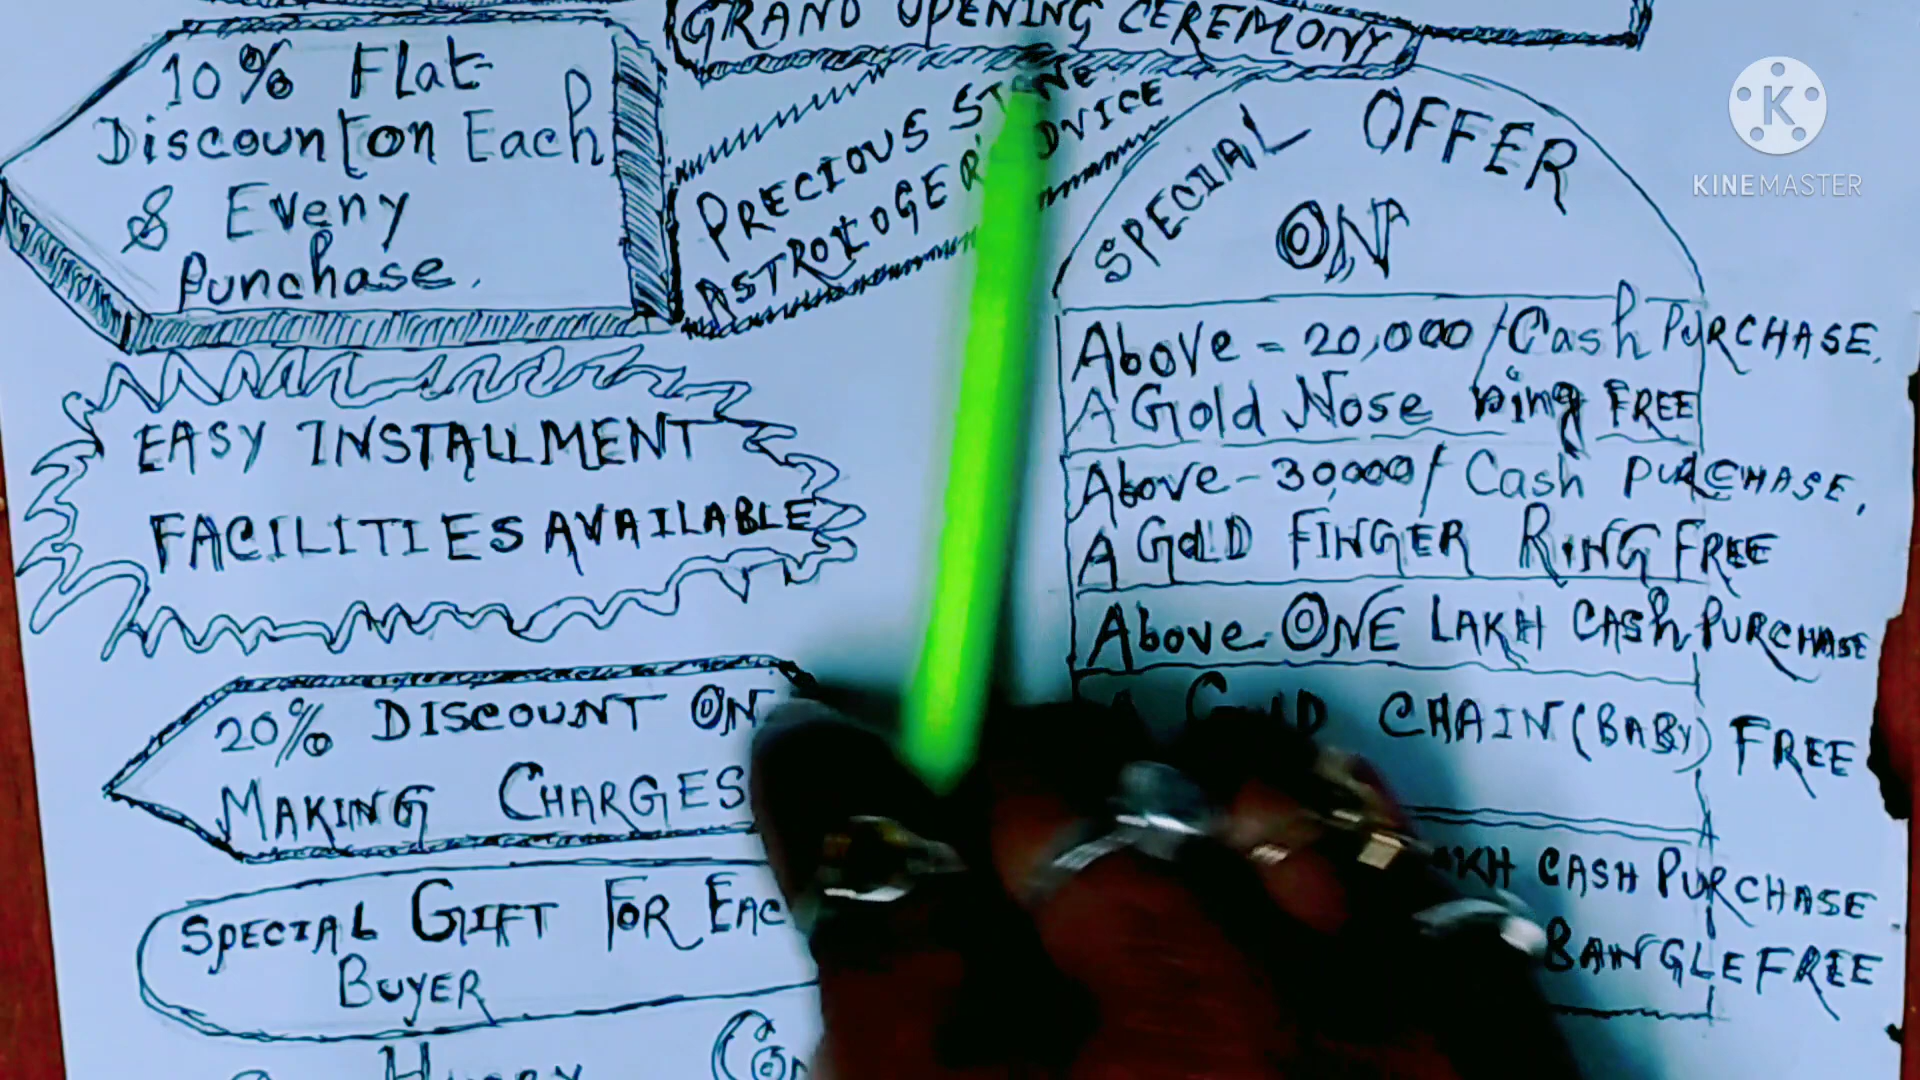 GRAND OPENING CEREMONY
10% Flat
Discount on Each
& Every
Purchase.
PRECIOUS STONE
ASTROLOGER'
DVICE
EASY INSTALLMENT
FACILITIES AVAILABLE
20% DISCOUNT ON
MAKING CHARGES
SPECIAL GIFT FOR EAC
BUYER
SPECIAL OFFER
ON
Above - 20,000/Cash PURCHASE.
A Gold Nose ring FREE
Above - 30,000/ Cash PURCHASE,
A GOLD FINGER RING FREE
Above ONE LAKH CASH PURCHASE
A GOLD CHAIN (BABY) FREE
AKH CASH PURCHASE
BANGLE FREE
K
KINEMASTER